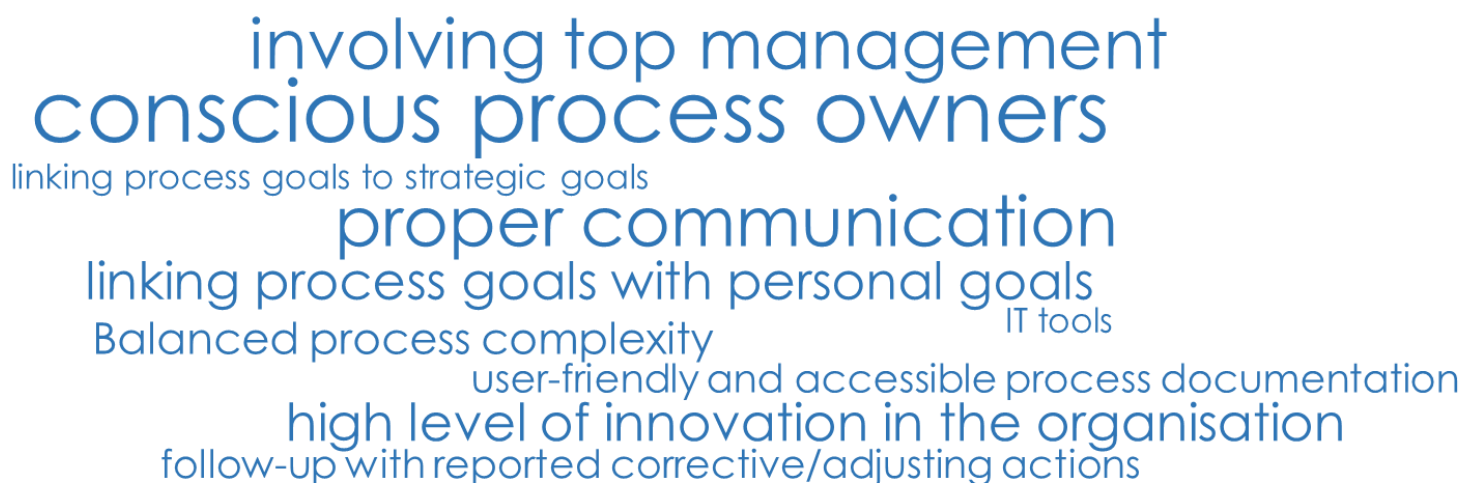 involving top management
conscious process owners
linking process goals to strategic goals
proper communication
linking process goals with personal goals
IT tools
Balanced process complexity
user-friendly and accessible process documentation
high level of innovation in the organisation
follow-up with reported corrective/adjusting actions